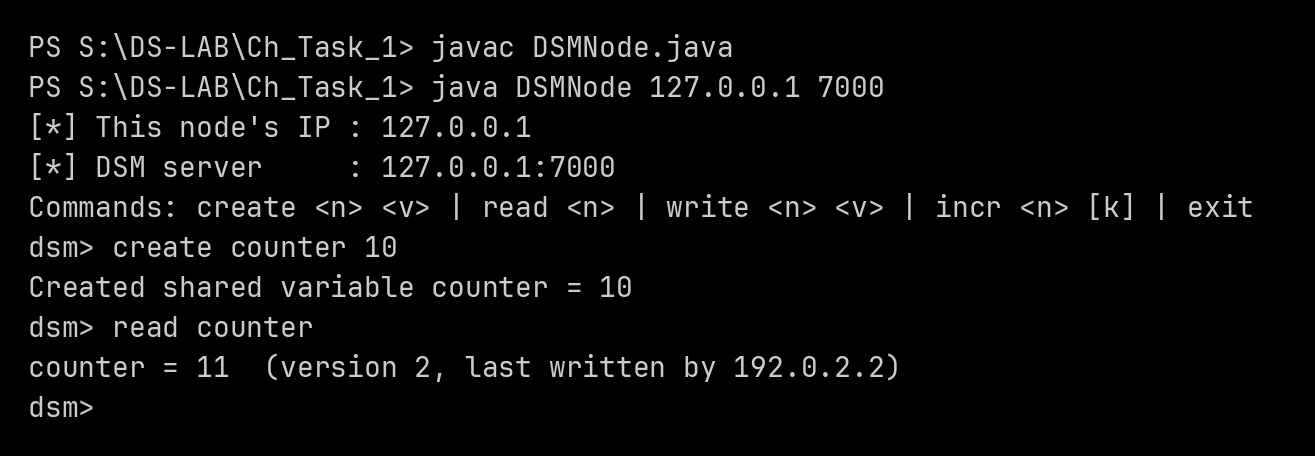 PS S:\DS-LAB\Ch_Task_1> javac DSMNode.java
PS S:\DS-LAB\Ch_Task_1> java DSMNode 127.0.0.1 7000
[*] This node's IP : 127.0.0.1
[*] DSM server     : 127.0.0.1:7000
Commands: create <n> <v> | read <n> | write <n> <v> | incr <n> [k] | exit
dsm> create counter 10
Created shared variable counter = 10
dsm> read counter
counter = 11  (version 2, last written by 192.0.2.2)
dsm>